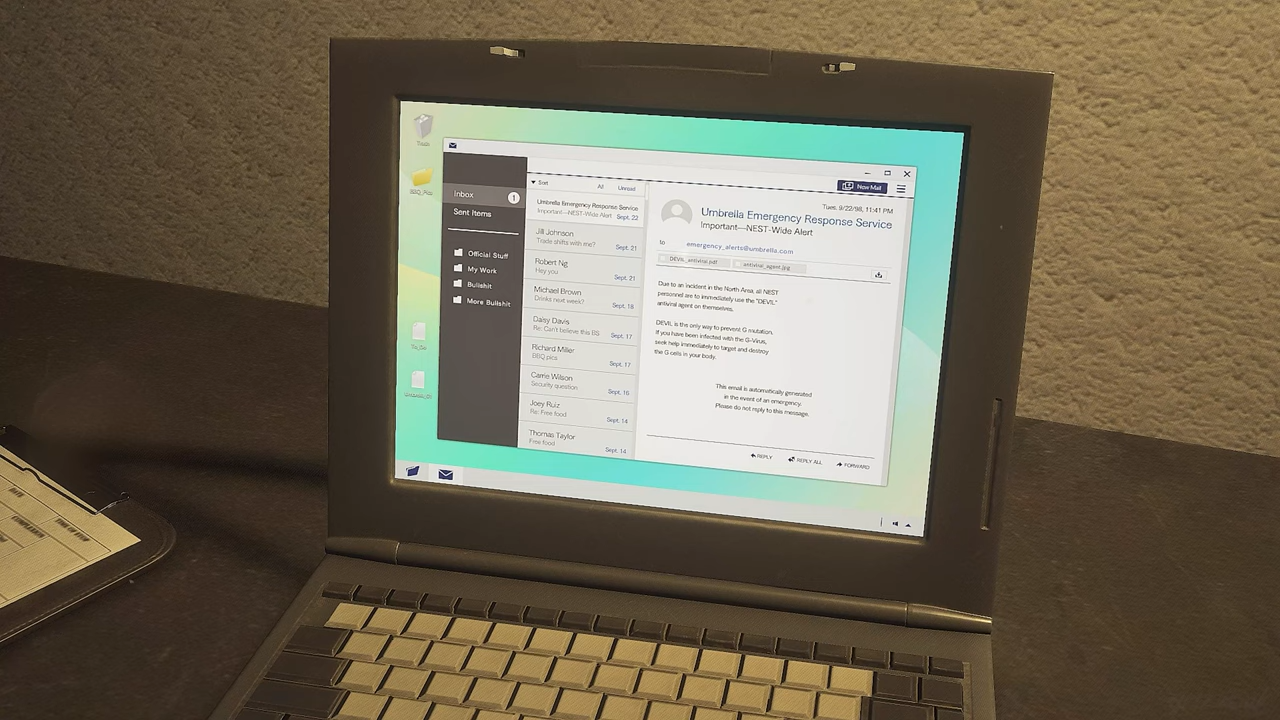 Trash
BBQ_Pics
Inbox
1
Sent Items
Official Stuff
My Work
Bullshit
More Bullshit
Sort
All
Unread
Umbrella Emergency Response Service
Important—NEST-Wide Alert
Sept. 22
Jill Johnson
Trade shifts with me?
Sept. 21
Robert Ng
Hey you
Sept. 21
Michael Brown
Drinks next week?
Sept. 18
Daisy Davis
Re: Can't believe this BS
Sept. 17
Richard Miller
BBQ pics
Sept. 17
Carrie Wilson
Security question
Sept. 16
Joey Ruiz
Re: Free food
Sept. 14
Thomas Taylor
Free food
Sept. 14
New Mail
Tues. 9/22/98, 11:41 PM
Umbrella Emergency Response Service
Important—NEST-Wide Alert
to emergency_alerts@urnbrella.com
DEVIL_antiviral.pdf
antiviral_agent.jpg
Due to an incident in the North Area, all NEST
personnel are to immediately use the "DEVIL"
antiviral agent on themselves.
DEVIL is the only way to prevent G mutation.
If you have been infected with the G-Virus,
seek help immediately to target and destroy
the G cells in your body.
This email is automatically generated
in the event of an emergency.
Please do not reply to this message.
REPLY
REPLY ALL
FORWARD